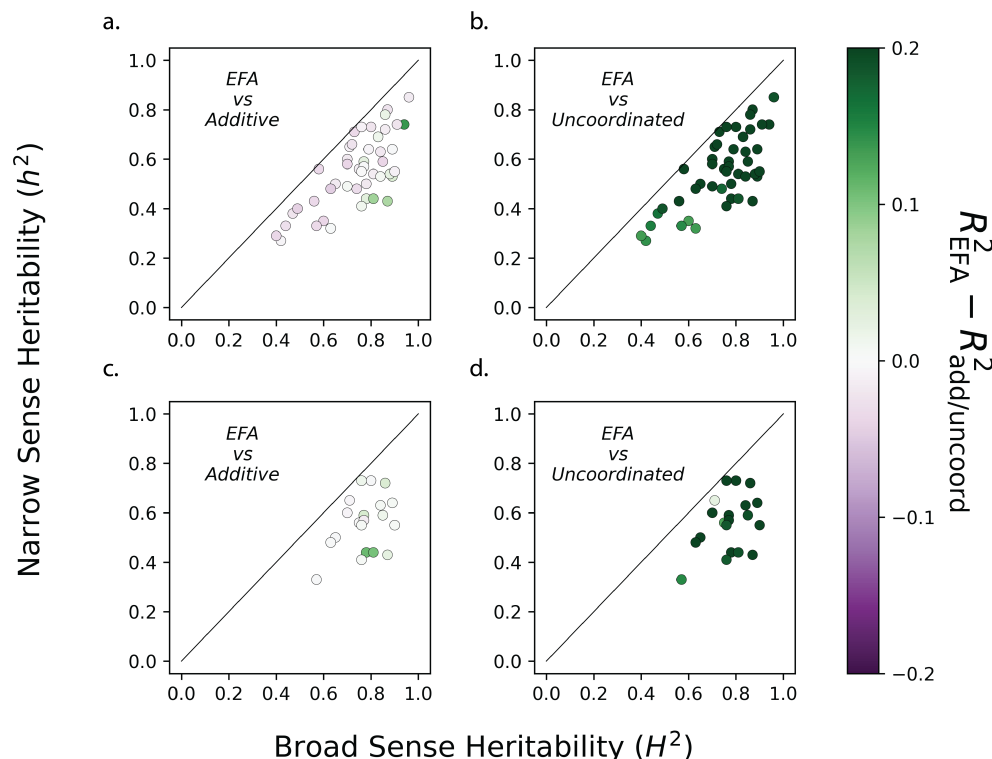 a.
b.
EFA
vs
Additive
1.0
0.8
0.6
0.4
0.2
0.0
0.0 0.2 0.4 0.6 0.8 1.0
EFA
vs
Uncoordinated
1.0
0.8
0.6
0.4
0.2
0.0
0.0 0.2 0.4 0.6 0.8 1.0
c.
d.
EFA
vs
Additive
1.0
0.8
0.6
0.4
0.2
0.0
0.0 0.2 0.4 0.6 0.8 1.0
EFA
vs
Uncoordinated
1.0
0.8
0.6
0.4
0.2
0.0
0.0 0.2 0.4 0.6 0.8 1.0
Narrow Sense Heritability (h²)
Broad Sense Heritability (H²)
0.2
0.1
0.0
−0.1
−0.2
R²EFA − R²add/uncoord